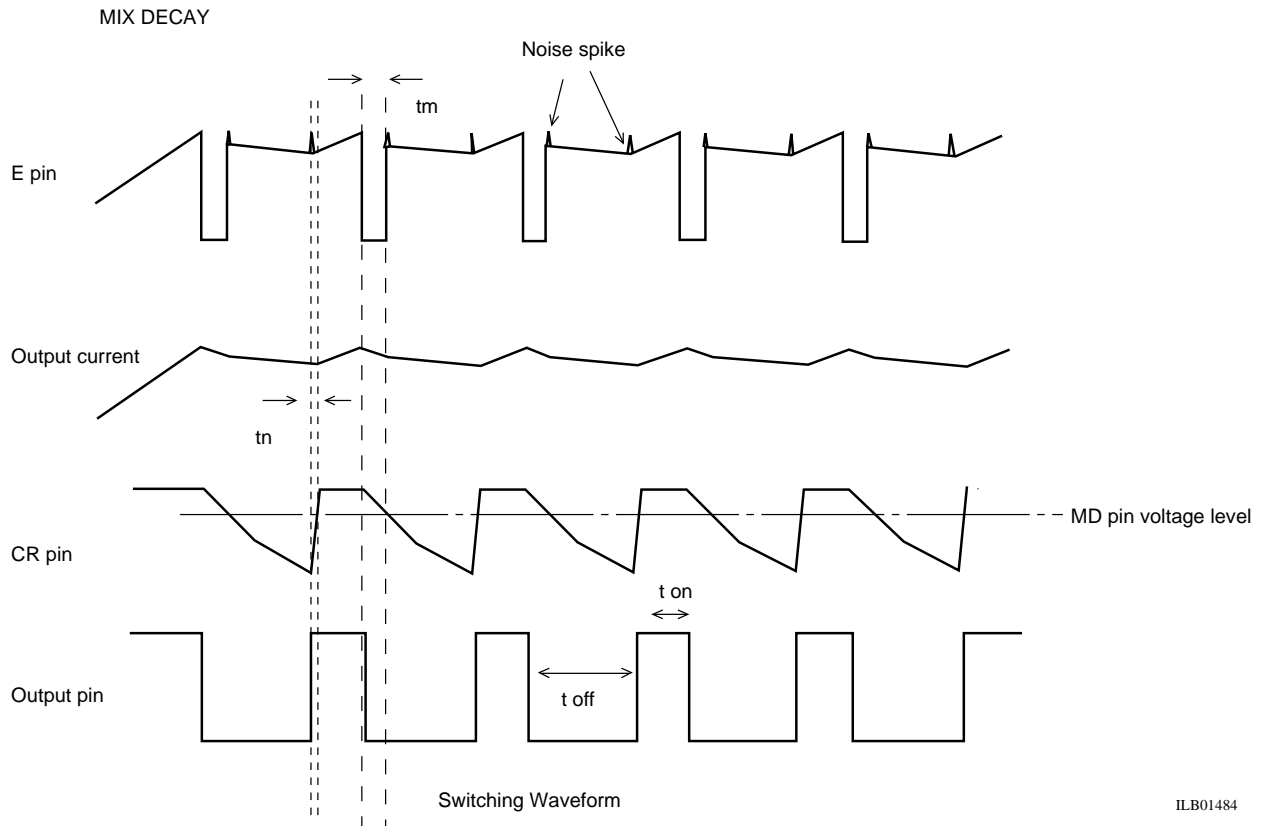 MIX DECAY
Noise spike
tm
E pin
Output current
tn
MD pin voltage level
CR pin
t on
Output pin
t off
Switching Waveform
ILB01484